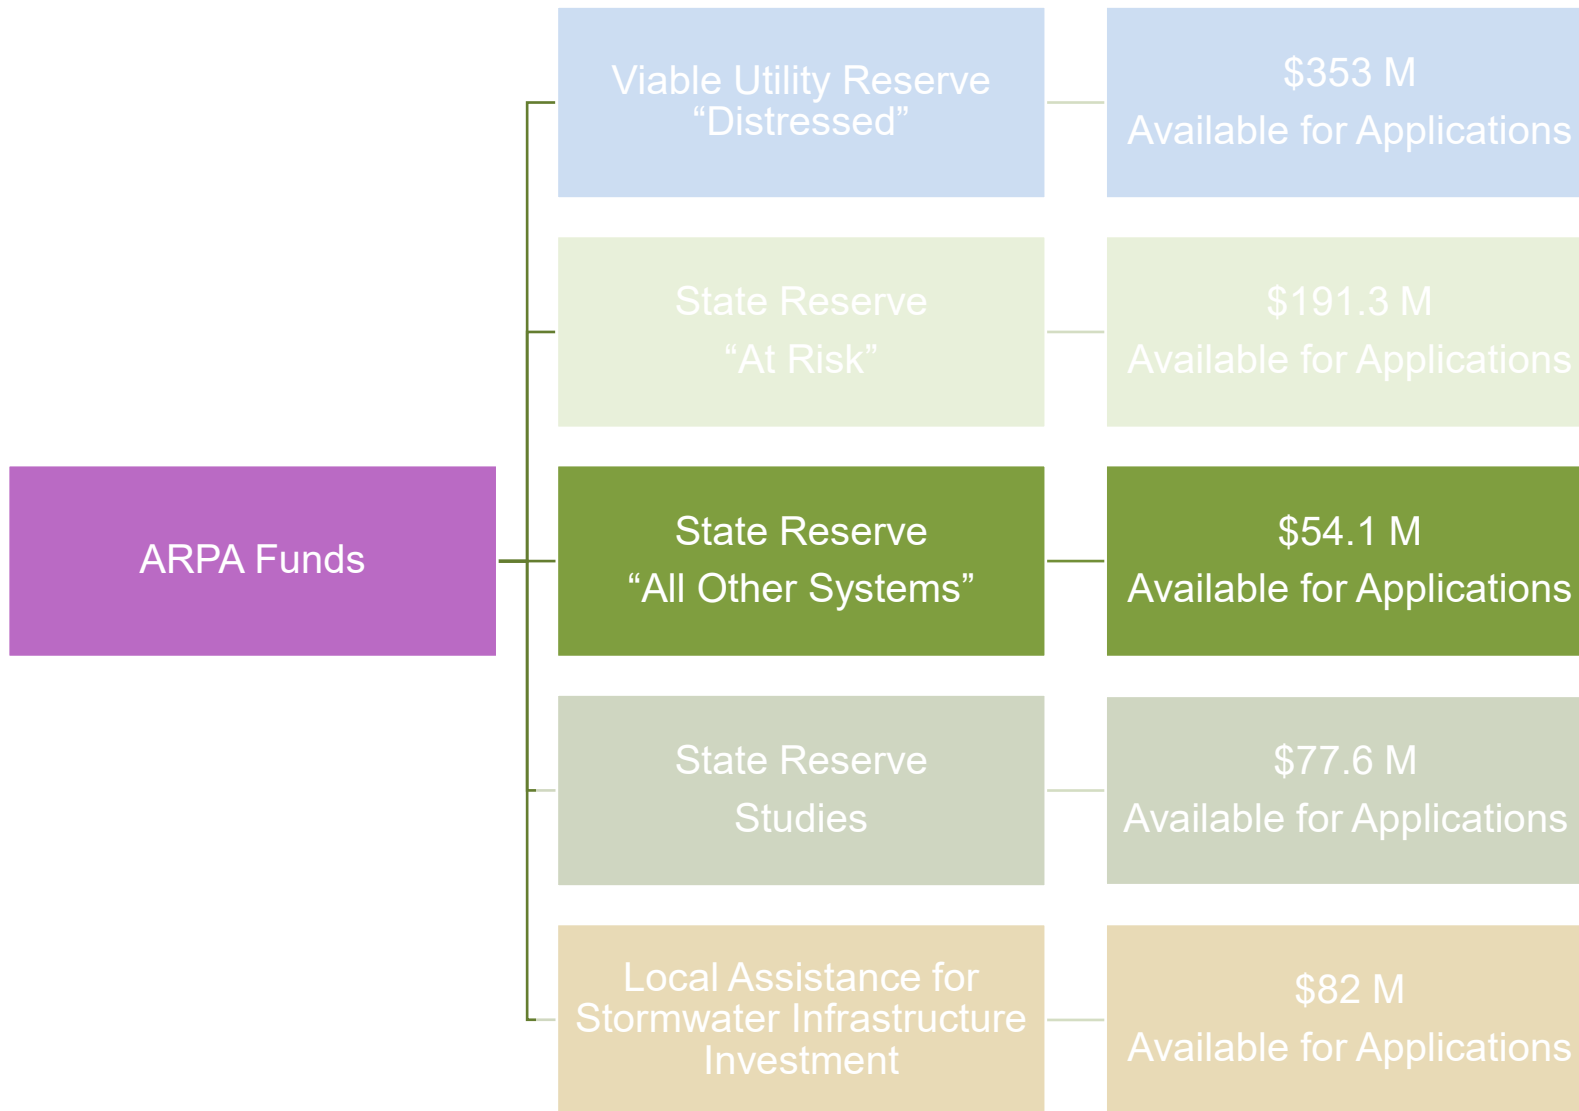 Viable Utility Reserve
“Distressed”
$353 M
Available for Applications
State Reserve
“At Risk”
$191.3 M
Available for Applications
ARPA Funds
State Reserve
“All Other Systems”
$54.1 M
Available for Applications
State Reserve
Studies
$77.6 M
Available for Applications
Local Assistance for
Stormwater Infrastructure
Investment
$82 M
Available for Applications